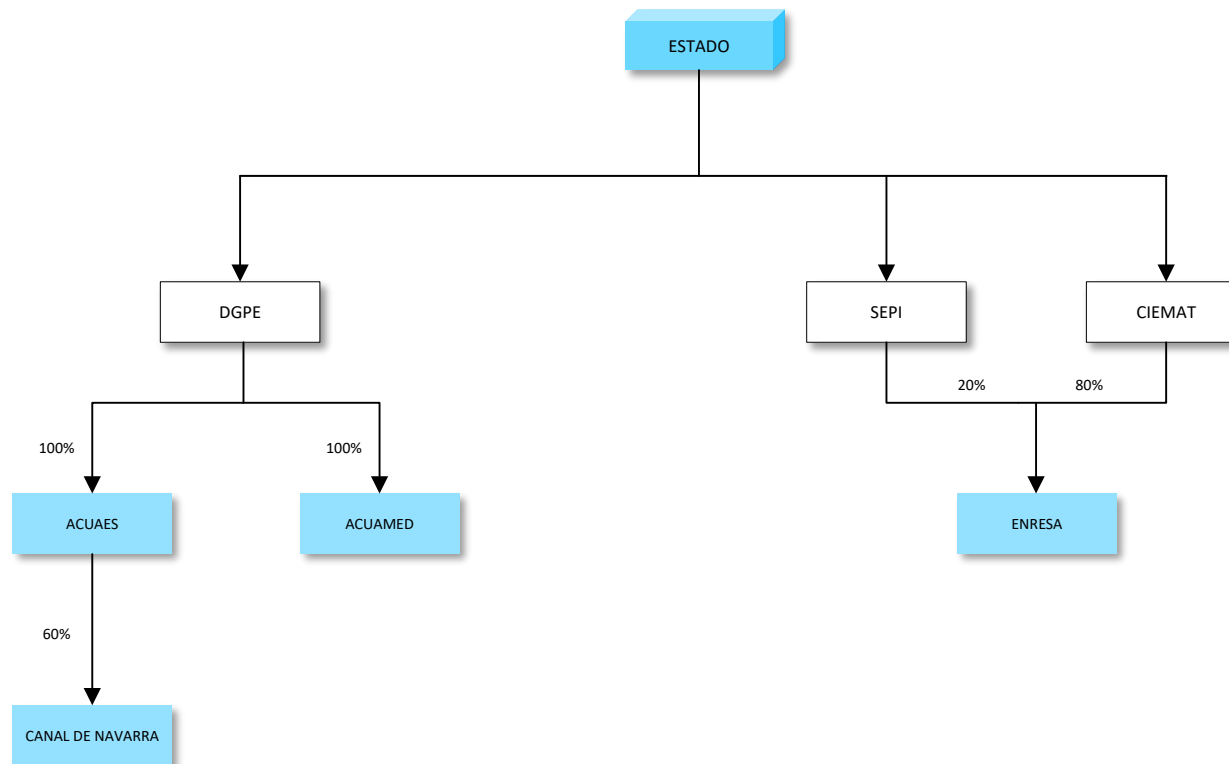 ESTADO
DGPE
SEPI
CIEMAT
20%
80%
100%
100%
ACUAES
ACUAMED
ENRESA
60%
CANAL DE NAVARRA